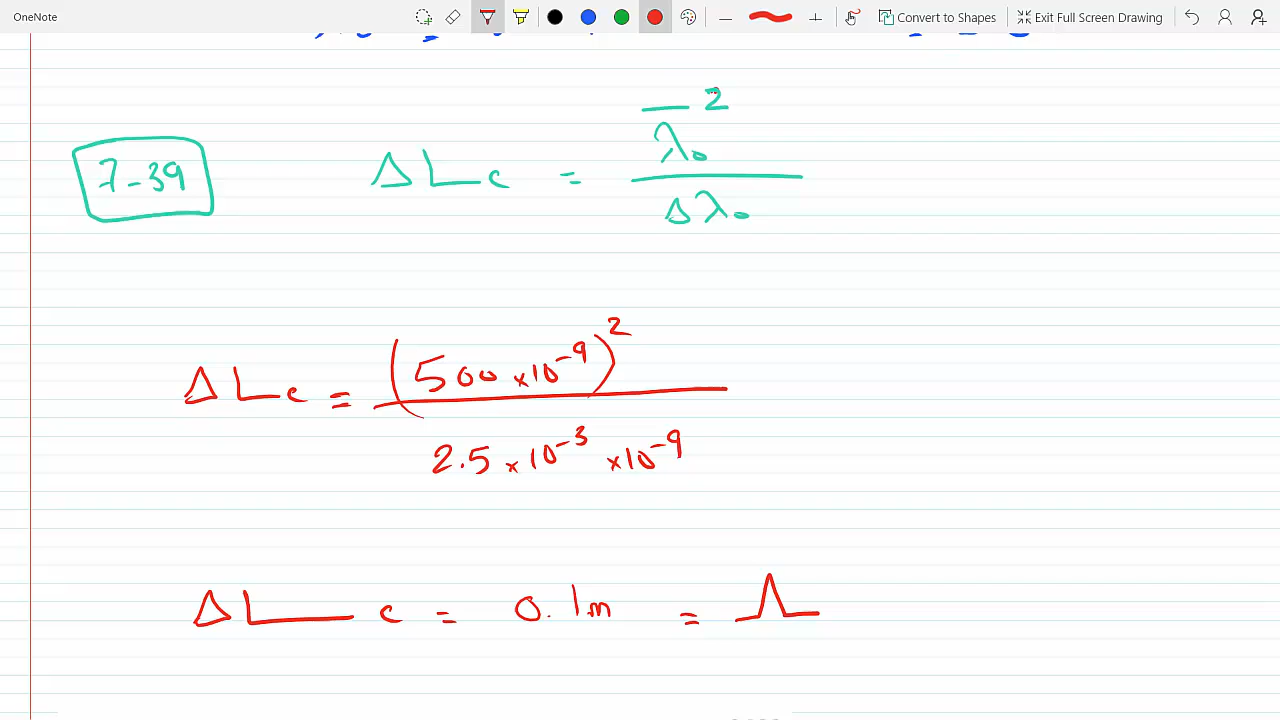 OneNote
Convert to Shapes Exit Full Screen Drawing
7-39 ΔLc = λ̄₀² / Δλ₀
ΔLc = (500 × 10⁻⁹)² / 2.5 × 10⁻³ × 10⁻⁹
ΔLc = 0.1m =